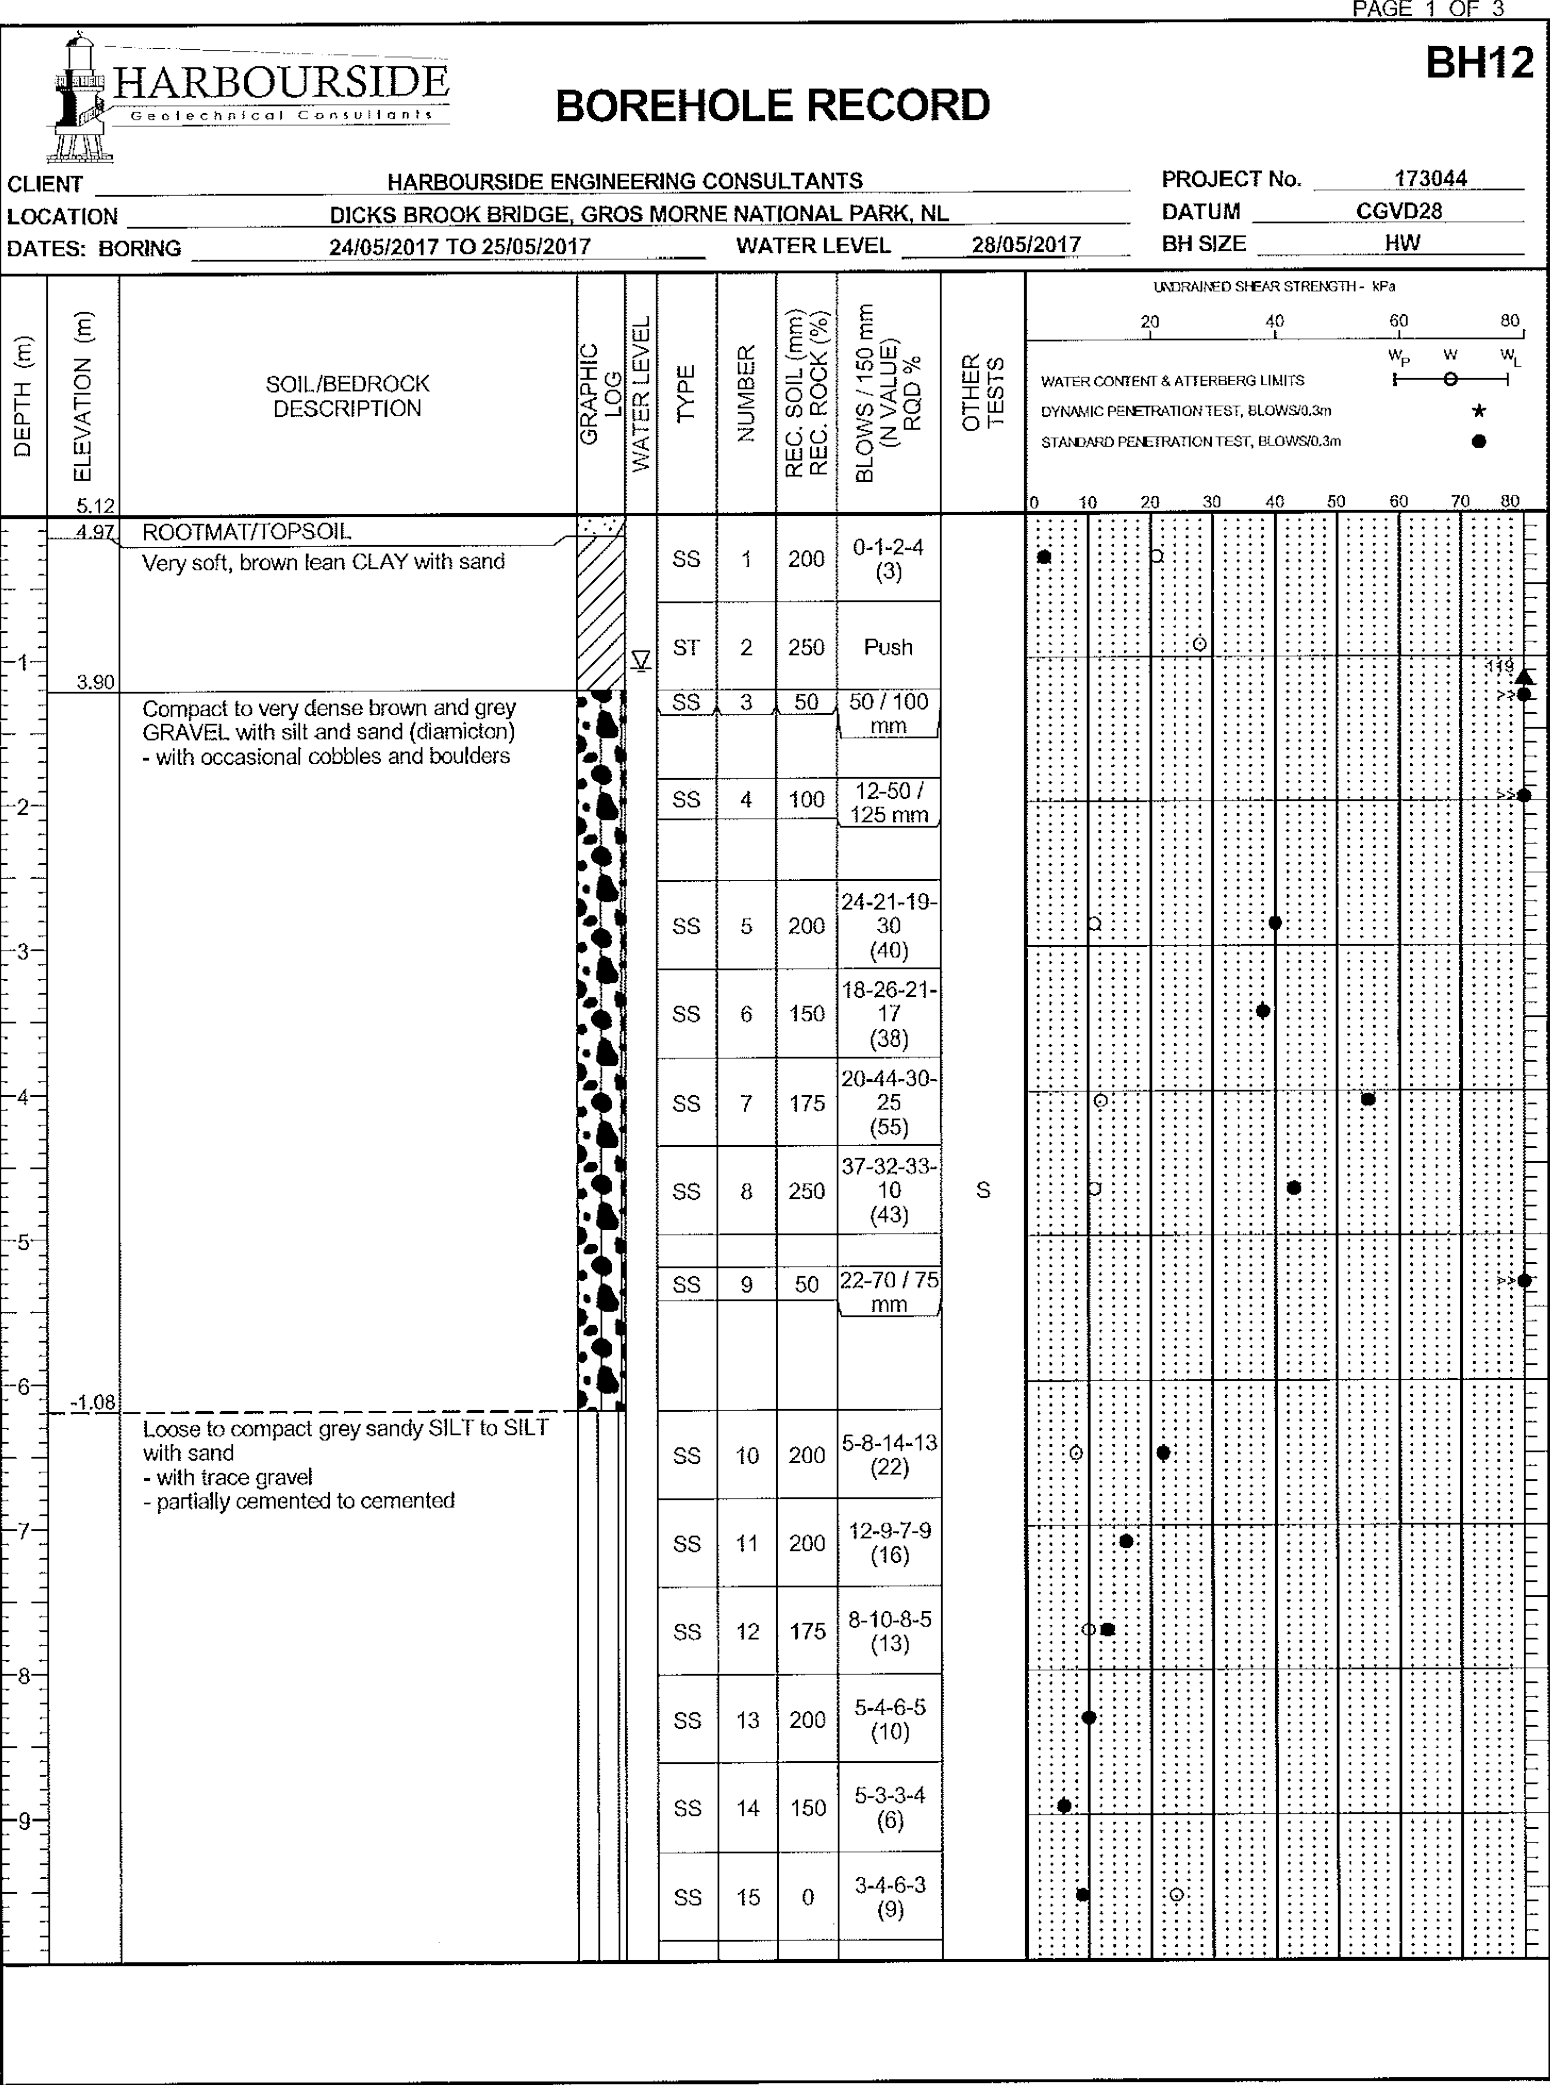 PAGE 1 OF 3
BH12
HARBOURSIDE
Geotechnical Consultants
BOREHOLE RECORD
CLIENT HARBOURSIDE ENGINEERING CONSULTANTS PROJECT No. 173044
LOCATION DICKS BROOK BRIDGE, GROS MORNE NATIONAL PARK, NL DATUM CGVD28
DATES: BORING 24/05/2017 TO 25/05/2017 WATER LEVEL 28/05/2017 BH SIZE HW
DEPTH (m)
ELEVATION (m)
SOIL/BEDROCK
DESCRIPTION
GRAPHIC
LOG
WATER LEVEL
TYPE
NUMBER
REC. SOIL (mm)
REC. ROCK (%)
BLOWS / 150 mm
(N VALUE)
RQD %
OTHER
TESTS
UNDRAINED SHEAR STRENGTH - kPa
20 40 60 80
WP W WL
WATER CONTENT & ATTERBERG LIMITS
DYNAMIC PENETRATION TEST, BLOWS/0.3m ★
STANDARD PENETRATION TEST, BLOWS/0.3m ●
0 10 20 30 40 50 60 70 80
5.12
4.97 ROOTMAT/TOPSOIL
Very soft, brown lean CLAY with sand
SS 1 200 0-1-2-4
(3)
ST 2 250 Push
1
119
3.90
SS 3 50 50 / 100
mm
>>
Compact to very dense brown and grey
GRAVEL with silt and sand (diamicton)
- with occasional cobbles and boulders
2
SS 4 100 12-50 /
125 mm
>>
SS 5 200 24-21-19-
30
(40)
3
SS 6 150 18-26-21-
17
(38)
4
SS 7 175 20-44-30-
25
(55)
SS 8 250 37-32-33-
10
(43)
S
5
SS 9 50 22-70 / 75
mm
>>
6
-1.08
Loose to compact grey sandy SILT to SILT
with sand
- with trace gravel
- partially cemented to cemented
SS 10 200 5-8-14-13
(22)
7
SS 11 200 12-9-7-9
(16)
SS 12 175 8-10-8-5
(13)
8
SS 13 200 5-4-6-5
(10)
SS 14 150 5-3-3-4
(6)
9
SS 15 0 3-4-6-3
(9)